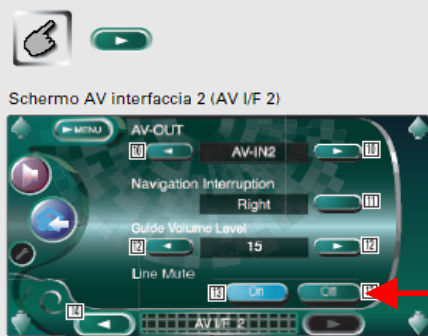 Schermo AV interfaccia 2 (AV I/F 2)
MENU
AV-OUT
10 AV-IN2 10
Navigation Interruption
Right 11
Guide Volume Level
12 15 12
Line Mute
13 On Off
14
AV I/F 2